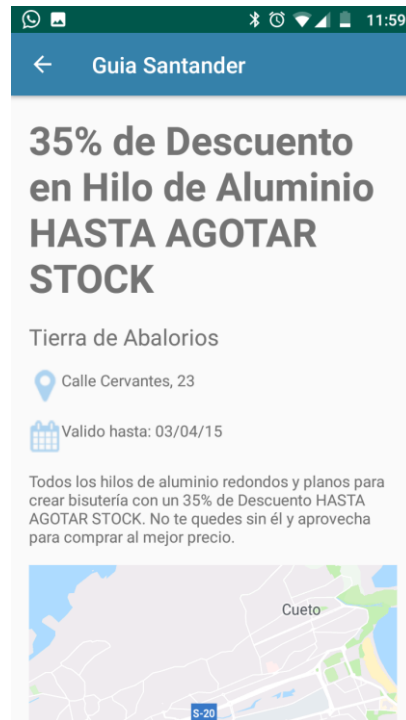 11:59
Guia Santander
35% de Descuento
en Hilo de Aluminio
HASTA AGOTAR
STOCK
Tierra de Abalorios
Calle Cervantes, 23
Valido hasta: 03/04/15
Todos los hilos de aluminio redondos y planos para
crear bisutería con un 35% de Descuento HASTA
AGOTAR STOCK. No te quedes sin él y aprovecha
para comprar al mejor precio.
Cueto
S-20